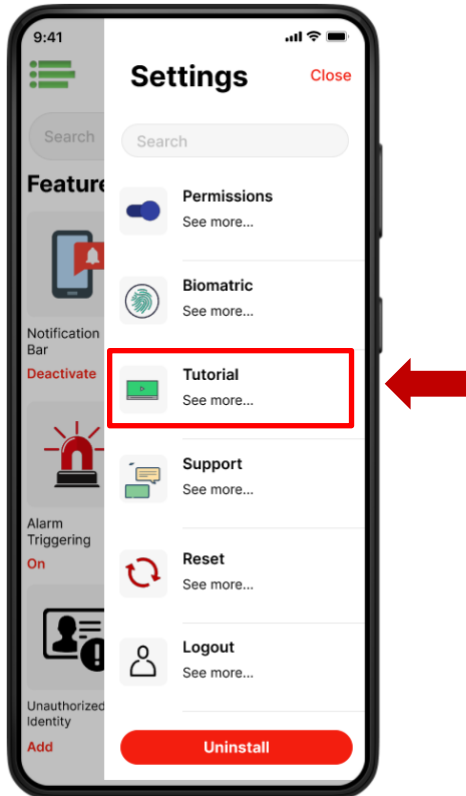 9:41
Settings
Close
Search
Search
Feature
Permissions
See more...
Biomatric
See more...
Notification
Bar
Deactivate
Tutorial
See more...
Support
See more...
Alarm
Triggering
On
Reset
See more...
Logout
See more...
Unauthorized
Identity
Add
Uninstall